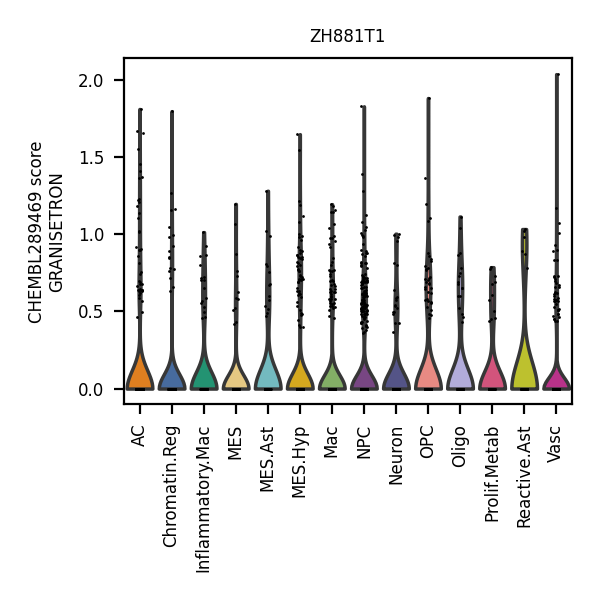 ZH881T1
CHEMBL289469 score
GRANISETRON
2.0
1.5
1.0
0.5
0.0
AC
Chromatin.Reg
Inflammatory.Mac
MES
MES.Ast
MES.Hyp
Mac
NPC
Neuron
OPC
Oligo
Prolif.Metab
Reactive.Ast
Vasc